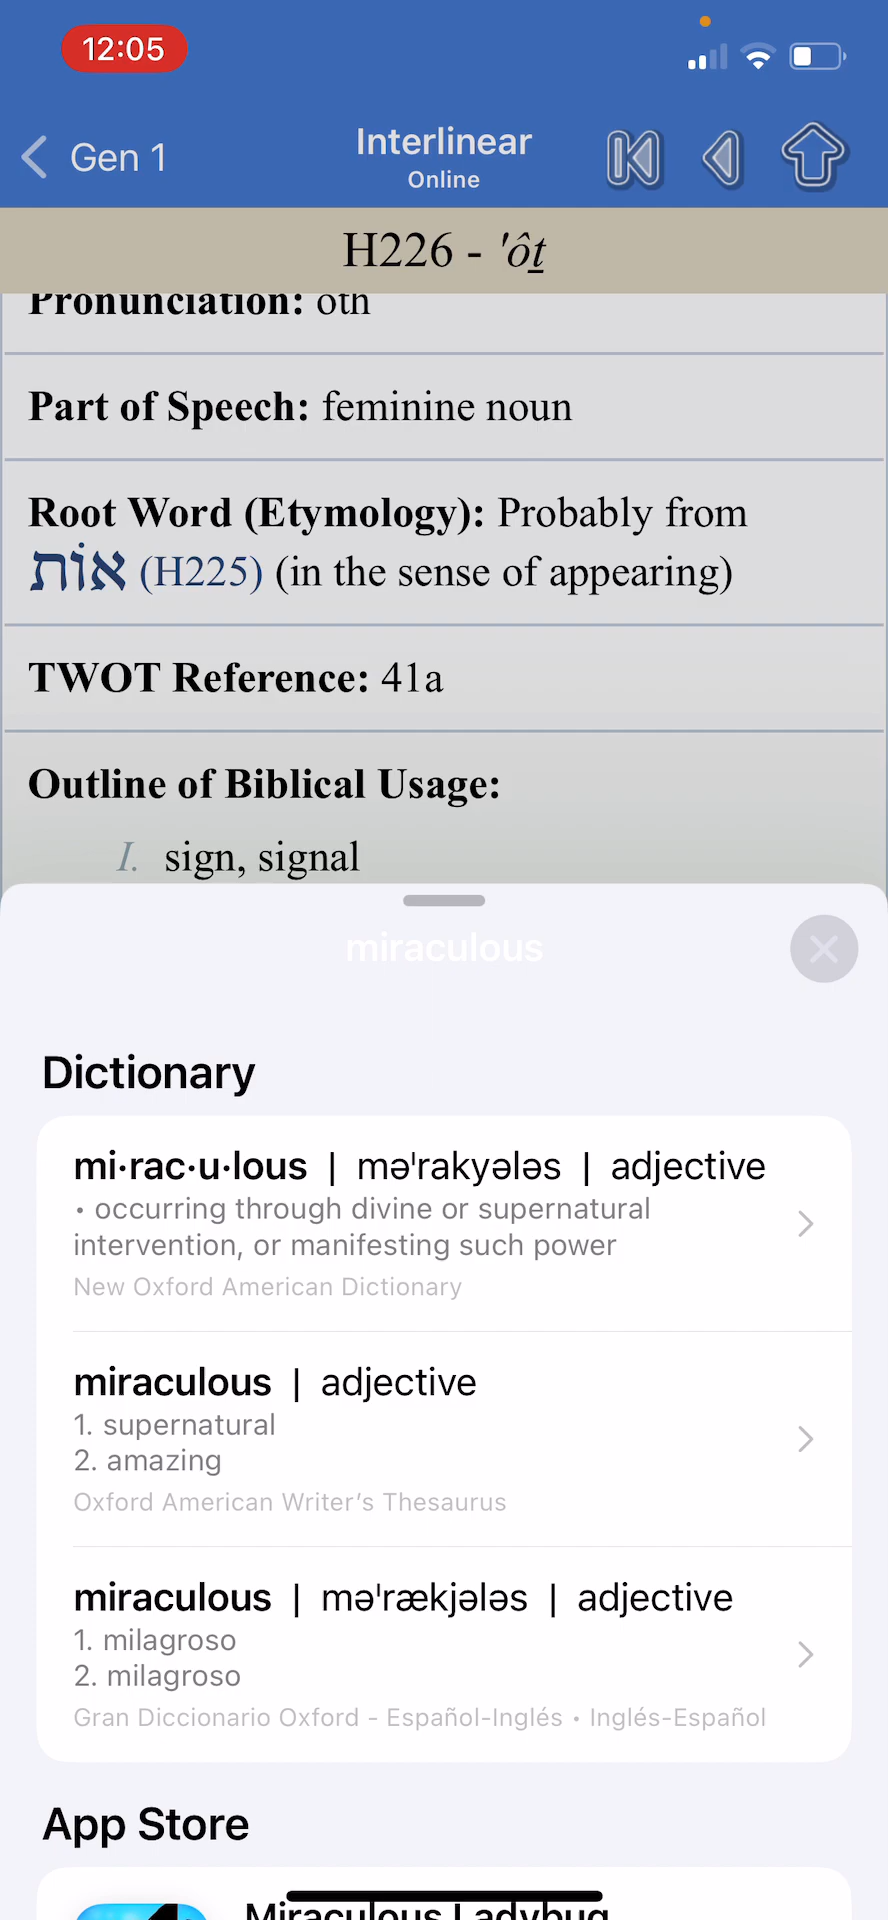 12:05
Gen 1
Interlinear
Online
H226 - 'ôṯ
Pronunciation: oth
Part of Speech: feminine noun
Root Word (Etymology): Probably from
אוֹת (H225) (in the sense of appearing)
TWOT Reference: 41a
Outline of Biblical Usage:
I. sign, signal
miraculous
Dictionary
mi·rac·u·lous | məˈrakyələs | adjective
• occurring through divine or supernatural
intervention, or manifesting such power
New Oxford American Dictionary
miraculous | adjective
1. supernatural
2. amazing
Oxford American Writer’s Thesaurus
miraculous | məˈrækjələs | adjective
1. milagroso
2. milagroso
Gran Diccionario Oxford - Español-Inglés • Inglés-Español
App Store
Miraculous Ladybug